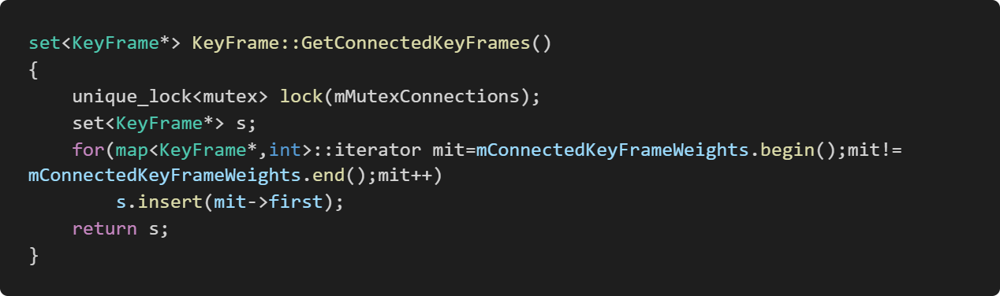 set<KeyFrame*> KeyFrame::GetConnectedKeyFrames()
{
    unique_lock<mutex> lock(mMutexConnections);
    set<KeyFrame*> s;
    for(map<KeyFrame*,int>::iterator mit=mConnectedKeyFrameWeights.begin();mit!=
mConnectedKeyFrameWeights.end();mit++)
        s.insert(mit->first);
    return s;
}